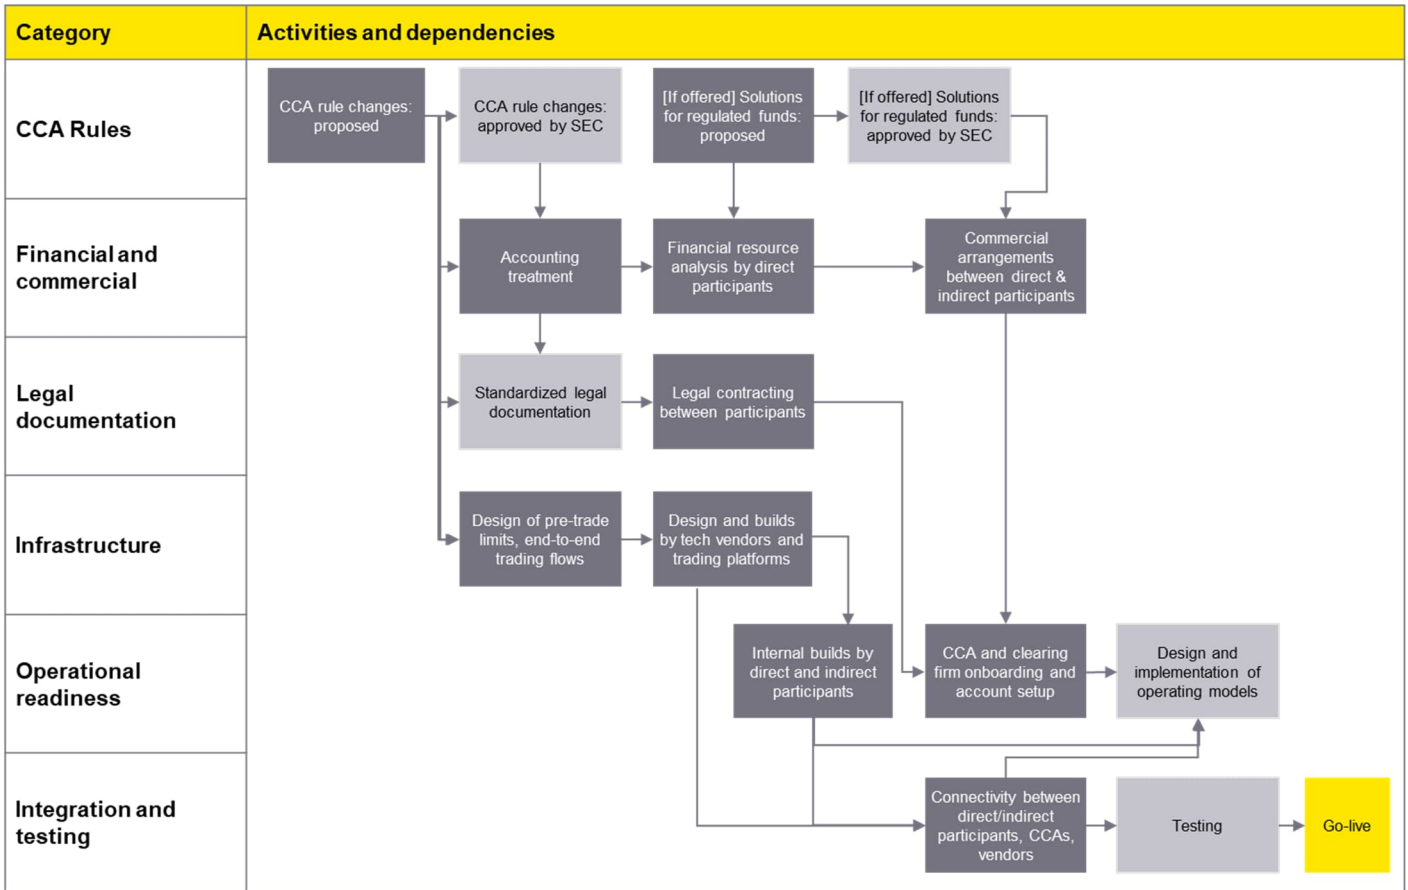 Category
Activities and dependencies
CCA Rules
CCA rule changes:
proposed
CCA rule changes:
approved by SEC
[If offered] Solutions
for regulated funds:
proposed
[If offered] Solutions
for regulated funds:
approved by SEC
Financial and
commercial
Accounting
treatment
Financial resource
analysis by direct
participants
Commercial
arrangements
between direct &
indirect participants
Legal
documentation
Standardized legal
documentation
Legal contracting
between participants
Infrastructure
Design of pre-trade
limits, end-to-end
trading flows
Design and builds
by tech vendors and
trading platforms
Operational
readiness
Internal builds by
direct and indirect
participants
CCA and clearing
firm onboarding and
account setup
Design and
implementation of
operating models
Integration and
testing
Connectivity between
direct/indirect
participants, CCAs,
vendors
Testing
Go-live